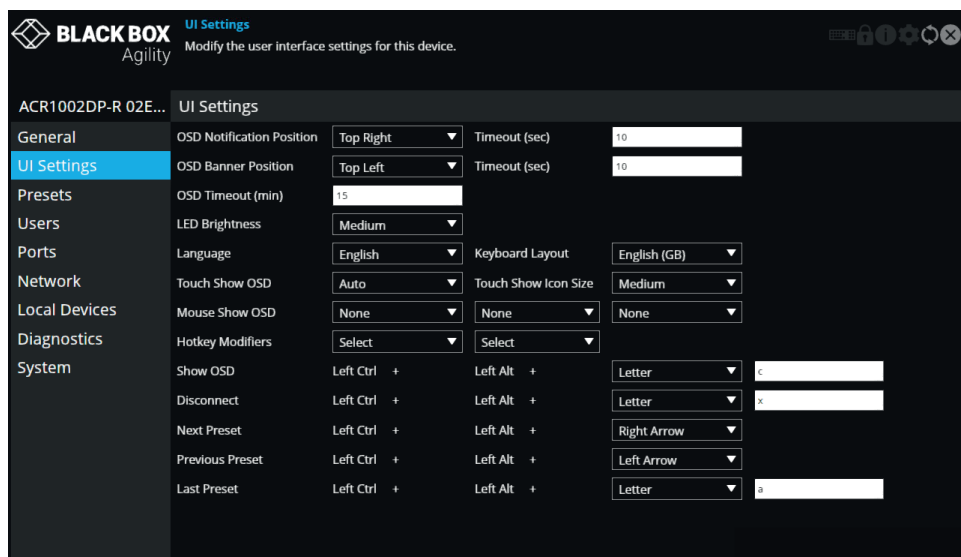 BLACK BOX
Agility
UI Settings
Modify the user interface settings for this device.
ACR1002DP-R 02E...
General
UI Settings
Presets
Users
Ports
Network
Local Devices
Diagnostics
System
UI Settings
OSD Notification Position Top Right Timeout (sec) 10
OSD Banner Position Top Left Timeout (sec) 10
OSD Timeout (min) 15
LED Brightness Medium
Language English Keyboard Layout English (GB)
Touch Show OSD Auto Touch Show Icon Size Medium
Mouse Show OSD None None None
Hotkey Modifiers Select Select
Show OSD Left Ctrl + Left Alt + Letter c
Disconnect Left Ctrl + Left Alt + Letter x
Next Preset Left Ctrl + Left Alt + Right Arrow
Previous Preset Left Ctrl + Left Alt + Left Arrow
Last Preset Left Ctrl + Left Alt + Letter a